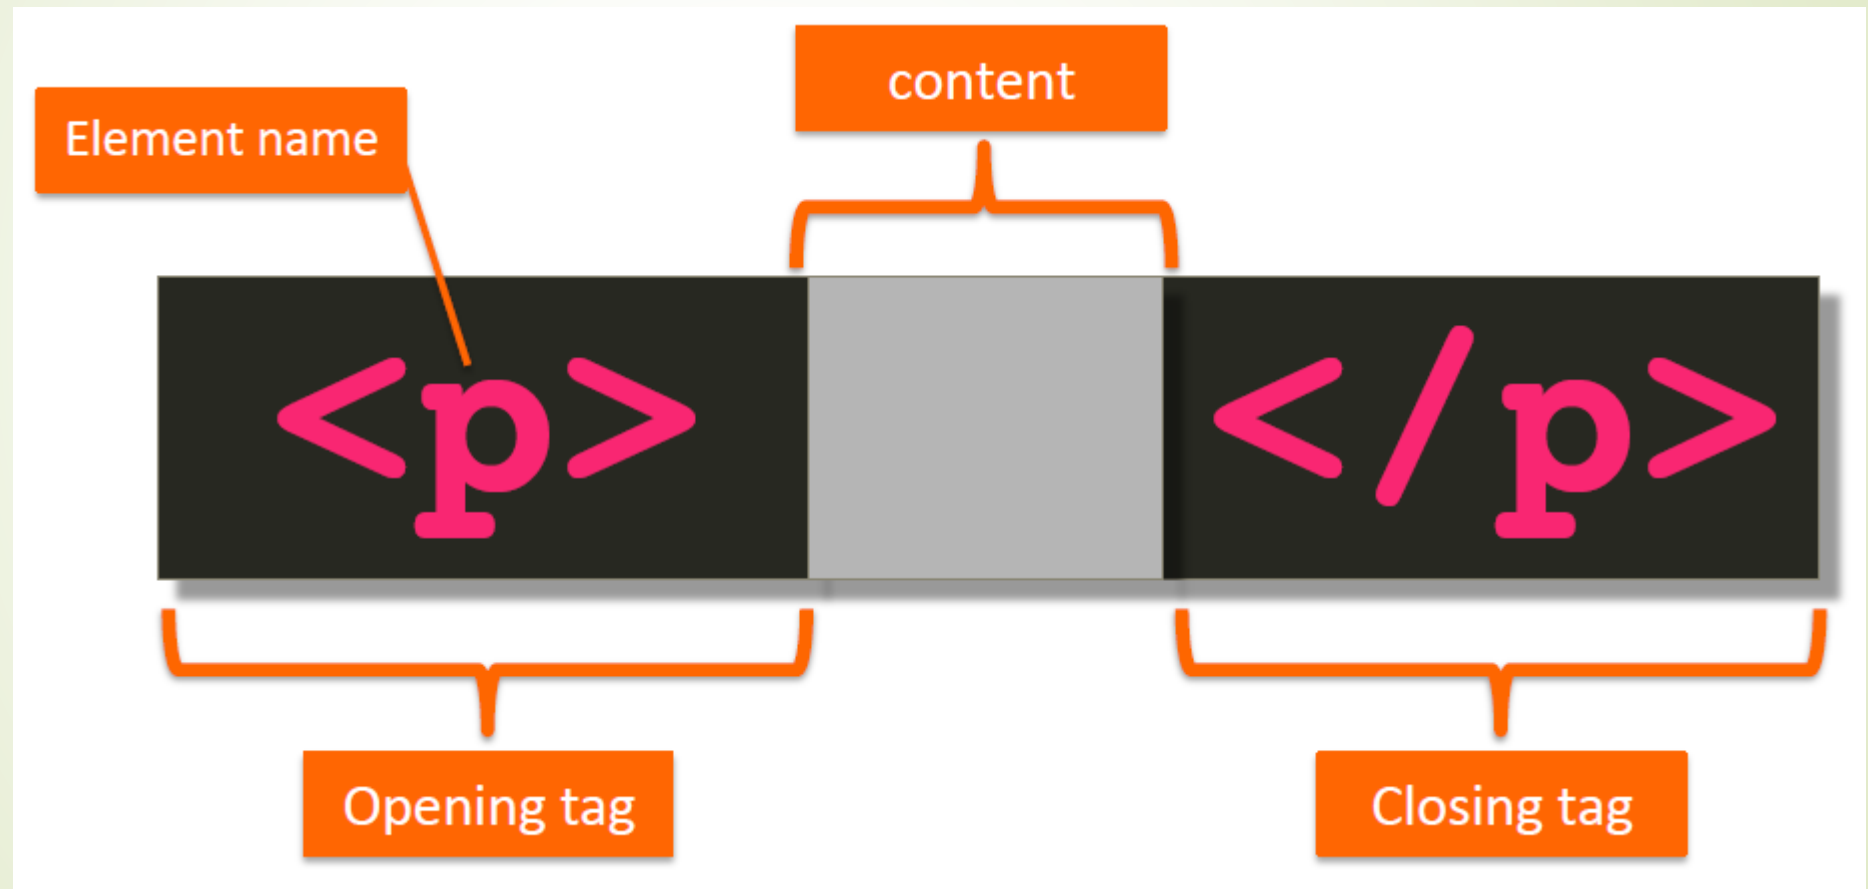 content
Element name
<p>
</p>
Opening tag
Closing tag